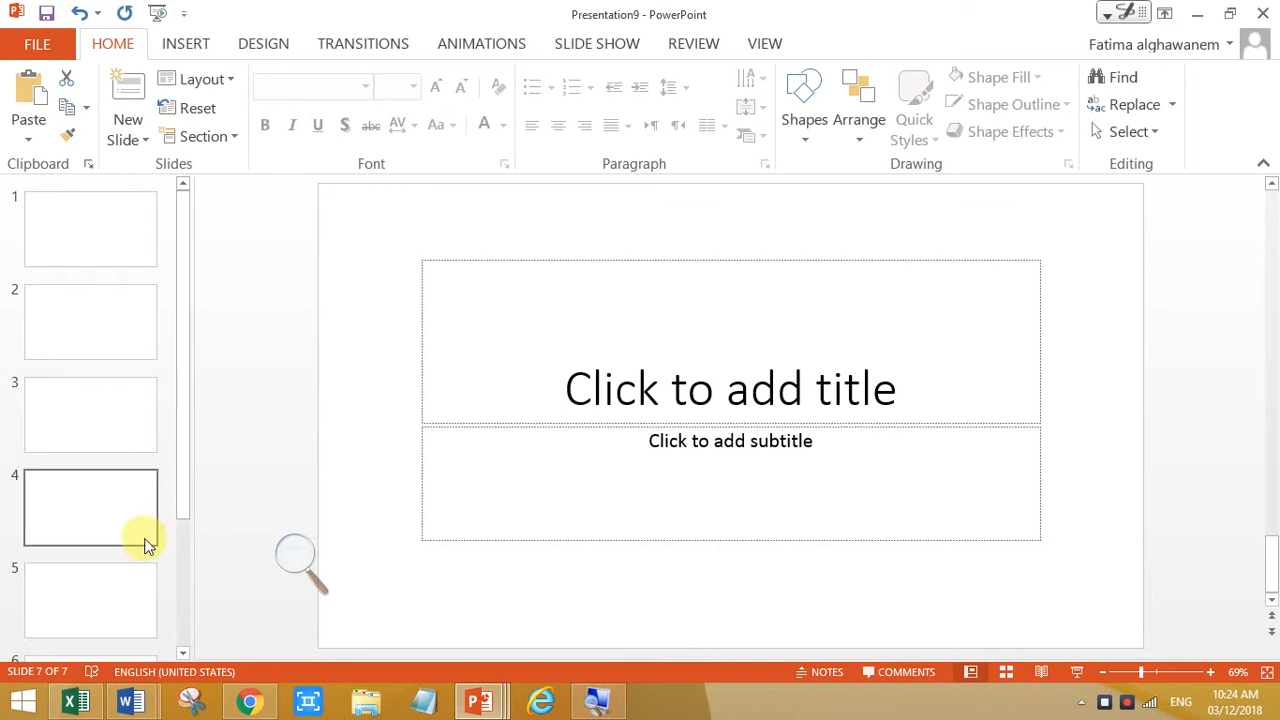 Presentation9 - PowerPoint
FILE HOME INSERT DESIGN TRANSITIONS ANIMATIONS SLIDE SHOW REVIEW VIEW Fatima alghawanem
Paste
Clipboard
New
Slide
Layout
Reset
Section
Slides
B I U S abc AV Aa A
Font
Paragraph
Shapes
Arrange
Quick
Styles
Shape Fill
Shape Outline
Shape Effects
Drawing
Find
Replace
Select
Editing
1
2
3
4
5
Click to add title
Click to add subtitle
SLIDE 7 OF 7 ENGLISH (UNITED STATES) NOTES COMMENTS 69%
ENG
10:24 AM
03/12/2018